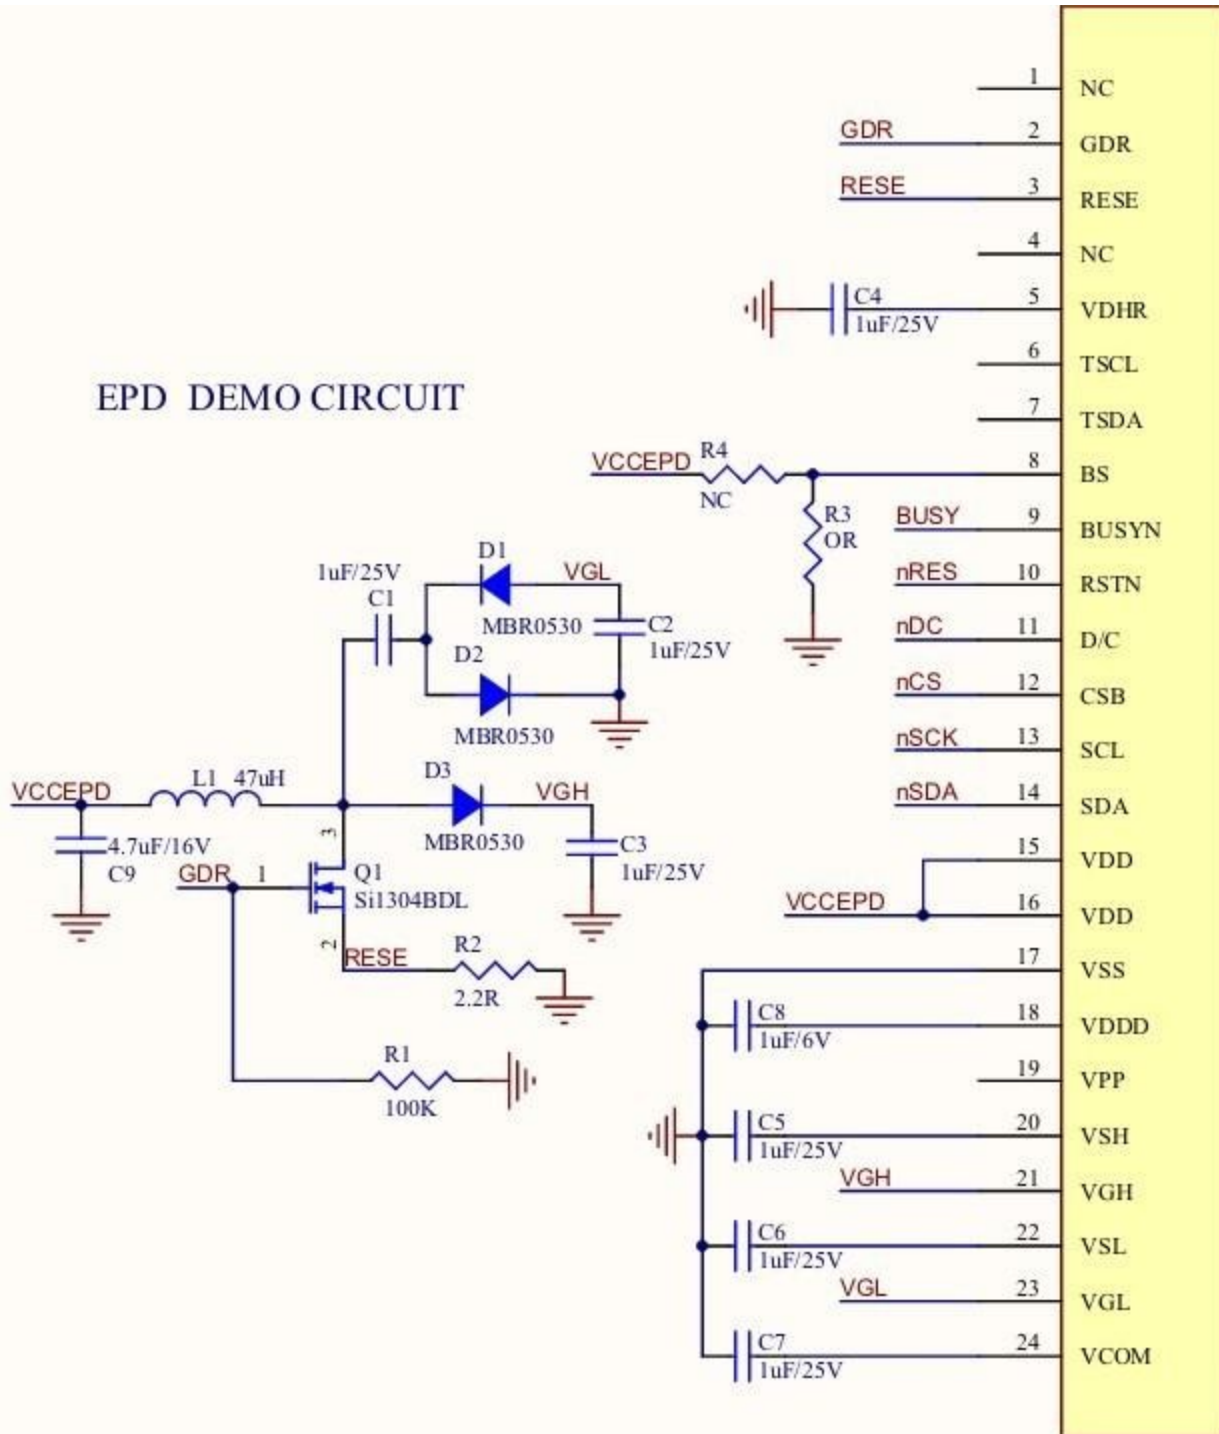 1 NC
GDR 2 GDR
RESE 3 RESE
4 NC
C4 5 VDHR
1uF/25V
6 TSCL
EPD DEMO CIRCUIT
7 TSDA
R4
VCCEPD 8 BS
NC
R3
OR
BUSY 9 BUSYN
D1
1uF/25V VGL
C1
MBR0530
C2
1uF/25V
D2
MBR0530
nRES 10 RSTN
nDC 11 D/C
nCS 12 CSB
nSCK 13 SCL
nSDA 14 SDA
L1 47uH
VCCEPD
D3
VGH
MBR0530
C3
1uF/25V
4.7uF/16V
C9
3
GDR 1
Q1
Si1304BDL
2
RESE
R2
2.2R
R1
100K
15 VDD
VCCEPD 16 VDD
17 VSS
C8 18 VDDD
1uF/6V
19 VPP
C5 20 VSH
1uF/25V
VGH 21 VGH
C6 22 VSL
1uF/25V
VGL 23 VGL
C7 24 VCOM
1uF/25V